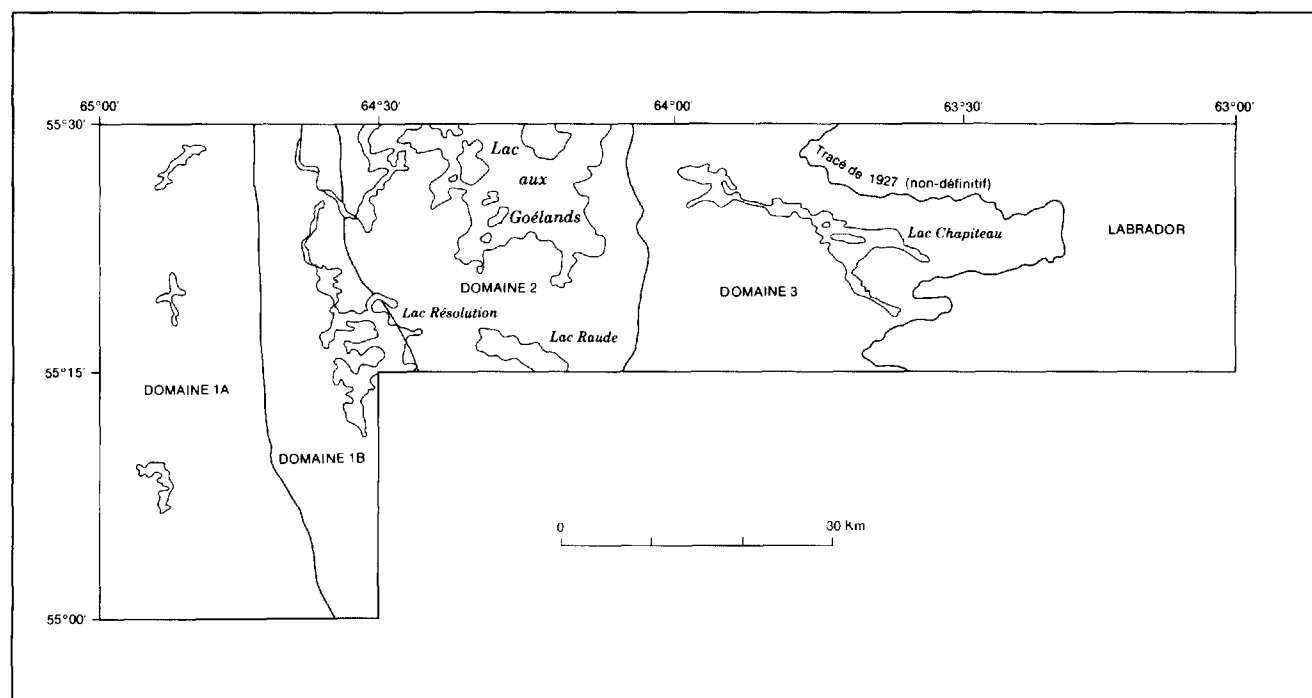 65°00'
64°30'
64°00'
63°30'
63°00'
55°30'
Lac
aux
Goélands
Tracé de 1927 (non-définitif)
Lac Chapiteau
LABRADOR
DOMAINE 2
DOMAINE 3
Lac Résolution
Lac Raude
55°15'
DOMAINE 1A
DOMAINE 1B
0 30 Km
55°00'